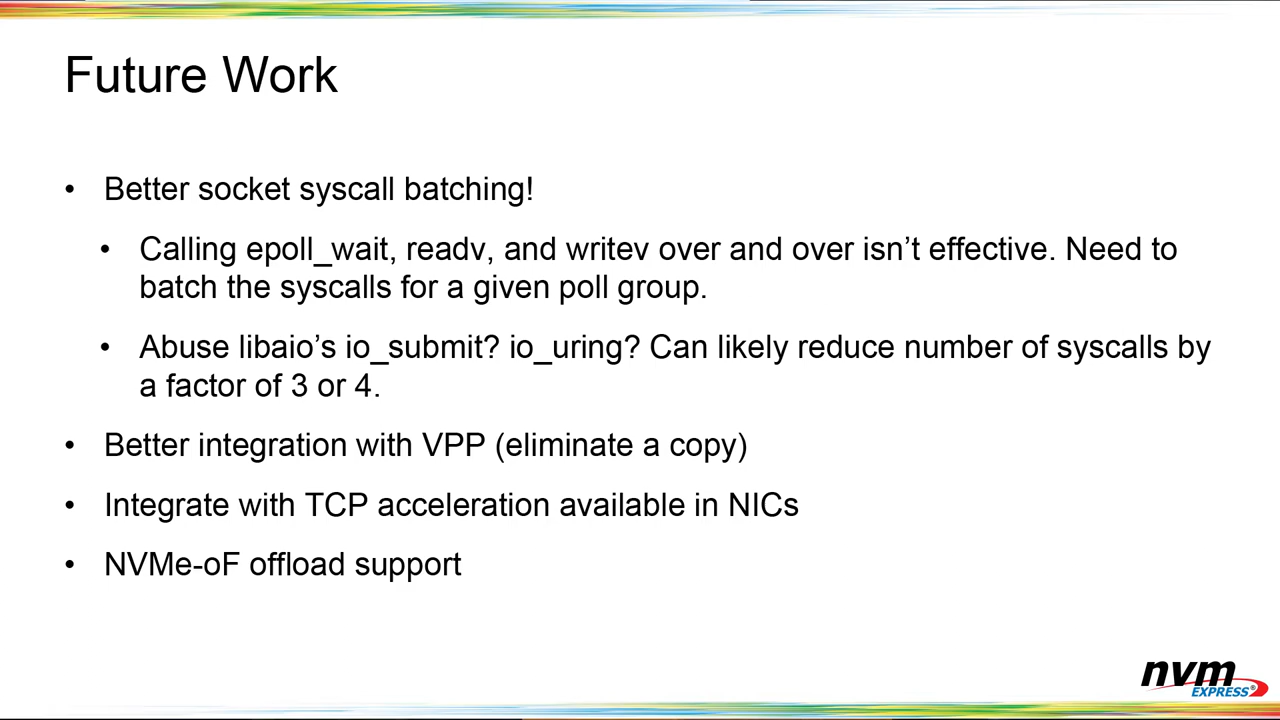 Future Work
• Better socket syscall batching!
• Calling epoll_wait, readv, and writev over and over isn’t effective. Need to
batch the syscalls for a given poll group.
• Abuse libaio’s io_submit? io_uring? Can likely reduce number of syscalls by
a factor of 3 or 4.
• Better integration with VPP (eliminate a copy)
• Integrate with TCP acceleration available in NICs
• NVMe-oF offload support
nvm
EXPRESS®